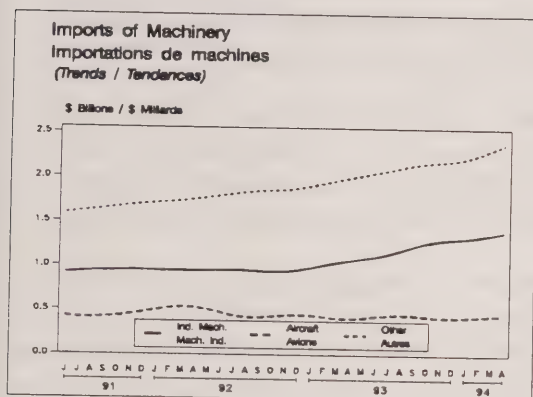 Imports of Machinery
Importations de machines
(Trends / Tendances)
$ Billions / $ Milliards
2.5
2.0
1.5
1.0
0.5
0.0
Ind. Mach. Aircraft Other
Mach. Ind. Avions Autres
J J A S O N D J F M A M J J A S O N D J F M A M J J A S O N D J F M A
91 92 93 94